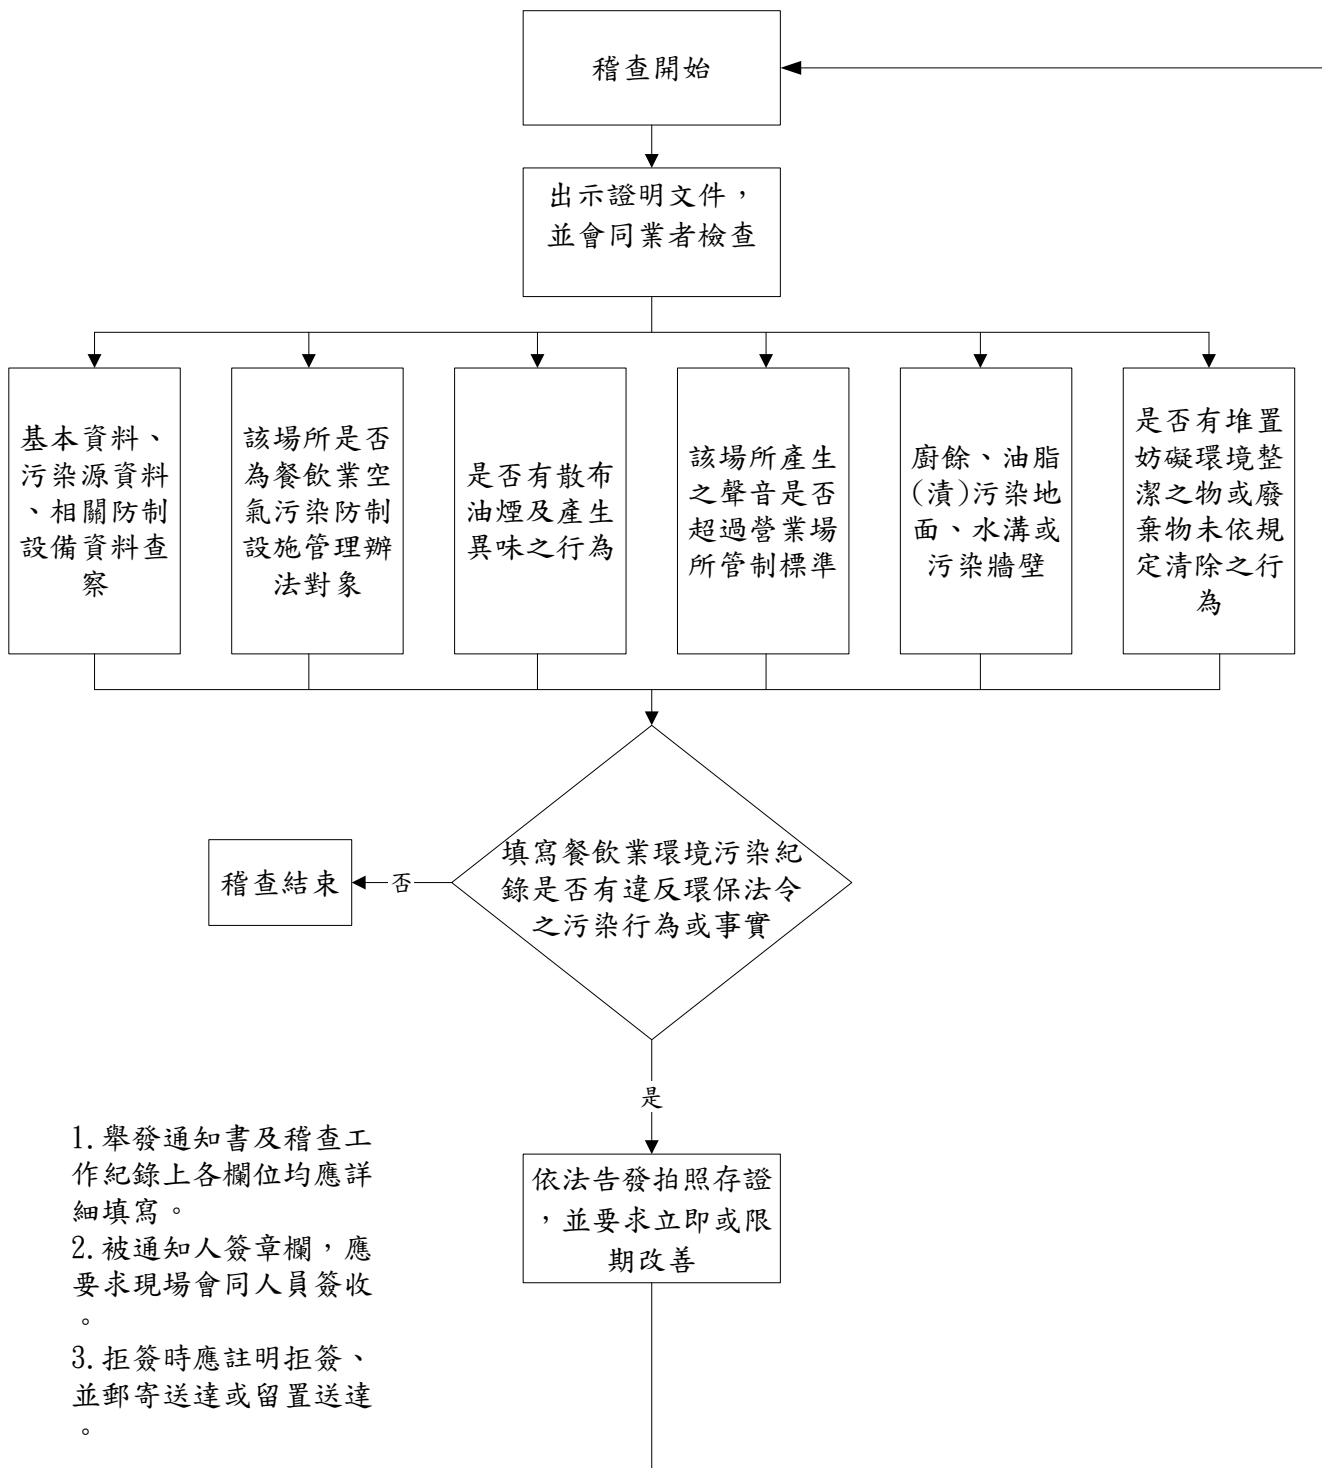 稽查開始
出示證明文件，
並會同業者檢查
基本資料、
污染源資料
、相關防制
設備資料查
察
該場所是否
為餐飲業空
氣污染防制
設施管理辦
法對象
是否有散布
油煙及產生
異味之行為
該場所產生
之聲音是否
超過營業場
所管制標準
廚餘、油脂
(漬)污染地
面、水溝或
污染牆壁
是否有堆置
妨礙環境整
潔之物或廢
棄物未依規
定清除之行
為
填寫餐飲業環境污染紀
錄是否有違反環保法令
之污染行為或事實
否
稽查結束
是
依法告發拍照存證
，並要求立即或限
期改善
1.舉發通知書及稽查工
作紀錄上各欄位均應詳
細填寫。
2.被通知人簽章欄，應
要求現場會同人員簽收
。
3.拒簽時應註明拒簽、
並郵寄送達或留置送達
。